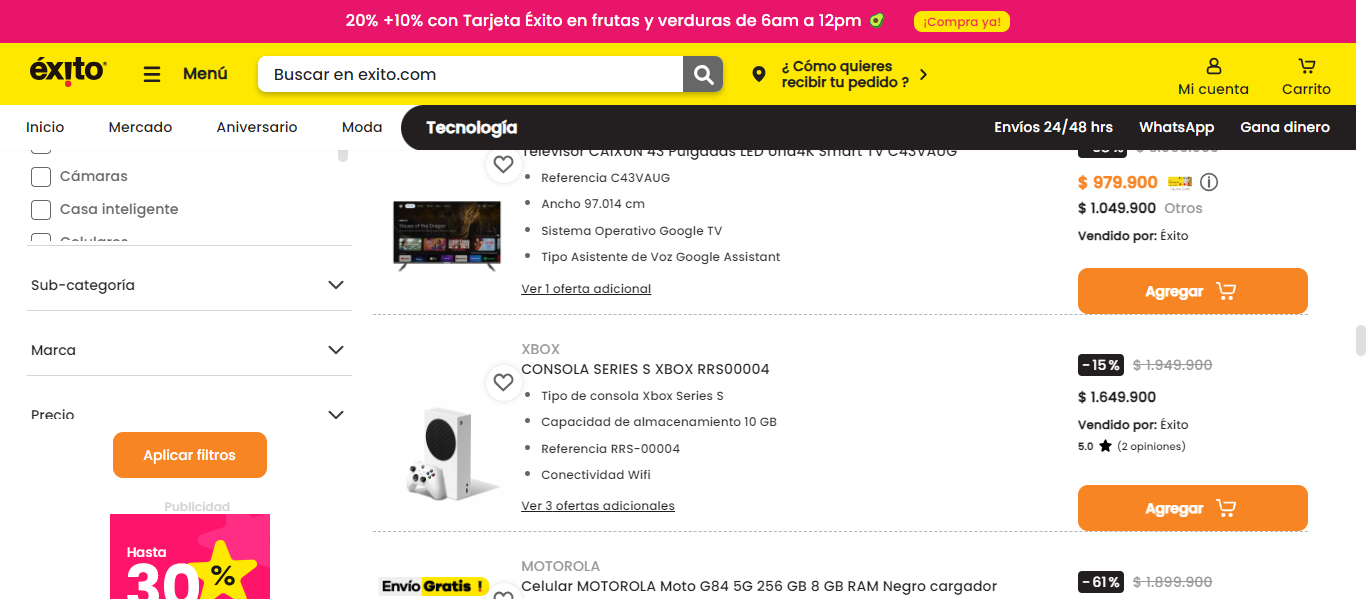 20% +10% con Tarjeta Éxito en frutas y verduras de 6am a 12pm
¡Compra ya!
éxito
Menú
Buscar en exito.com
¿ Cómo quieres
recibir tu pedido ?
Mi cuenta
Carrito
Inicio
Mercado
Aniversario
Moda
Tecnología
Envíos 24/48 hrs
WhatsApp
Gana dinero
Cámaras
Casa inteligente
Celulares
Sub-categoría
Marca
Precio
Aplicar filtros
Publicidad
Hasta
30%
Televisor CAIXUN 43 Pulgadas LED Uhd4K Smart TV C43VAUG
Referencia C43VAUG
Ancho 97.014 cm
Sistema Operativo Google TV
Tipo Asistente de Voz Google Assistant
Ver 1 oferta adicional
$ 979.900
$ 1.049.900 Otros
Vendido por: Éxito
Agregar
XBOX
CONSOLA SERIES S XBOX RRS00004
Tipo de consola Xbox Series S
Capacidad de almacenamiento 10 GB
Referencia RRS-00004
Conectividad Wifi
Ver 3 ofertas adicionales
-15% $ 1.949.900
$ 1.649.900
Vendido por: Éxito
5.0 (2 opiniones)
Agregar
Envío Gratis !
MOTOROLA
Celular MOTOROLA Moto G84 5G 256 GB 8 GB RAM Negro cargador
-61% $ 1.899.900